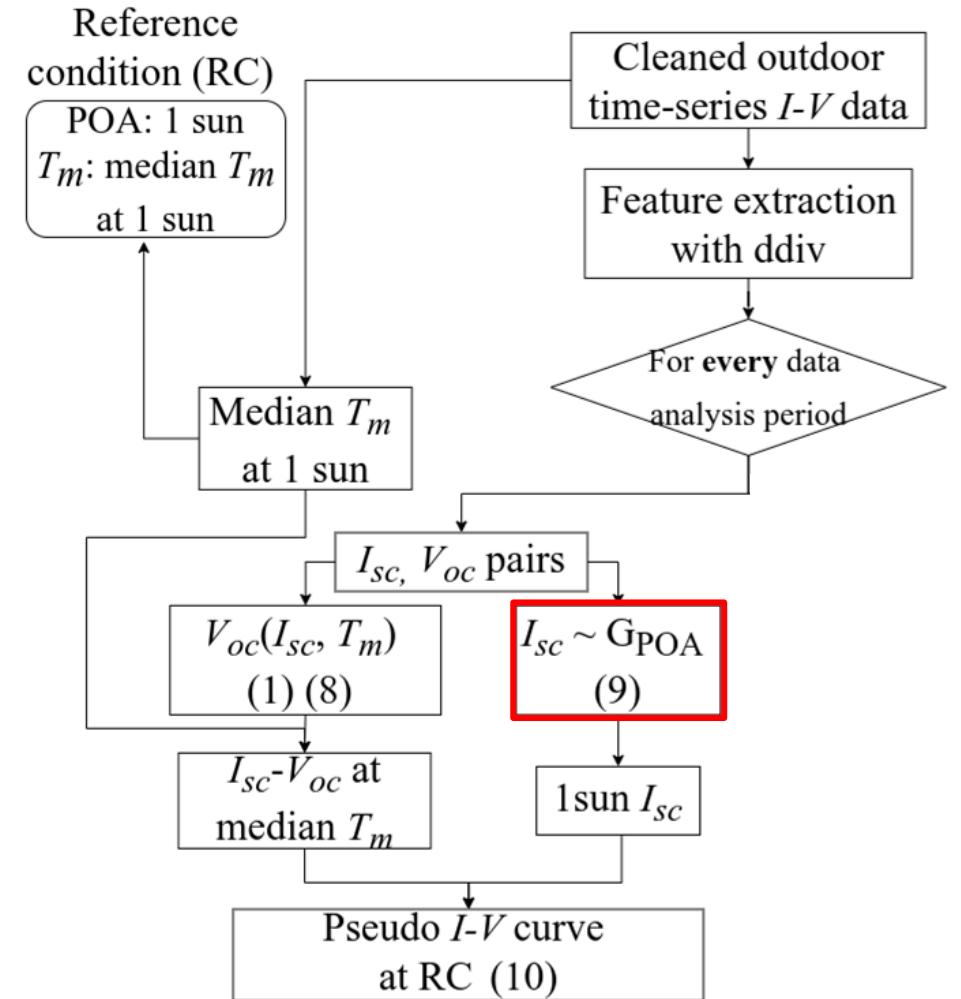 Reference
condition (RC)
POA: 1 sun
Tm: median Tm
at 1 sun
Cleaned outdoor
time-series I-V data
Feature extraction
with ddiv
For every data
analysis period
Median Tm
at 1 sun
Isc, Voc pairs
Voc(Isc, Tm)
(1) (8)
Isc ~ GPOA
(9)
Isc-Voc at
median Tm
1sun Isc
Pseudo I-V curve
at RC (10)